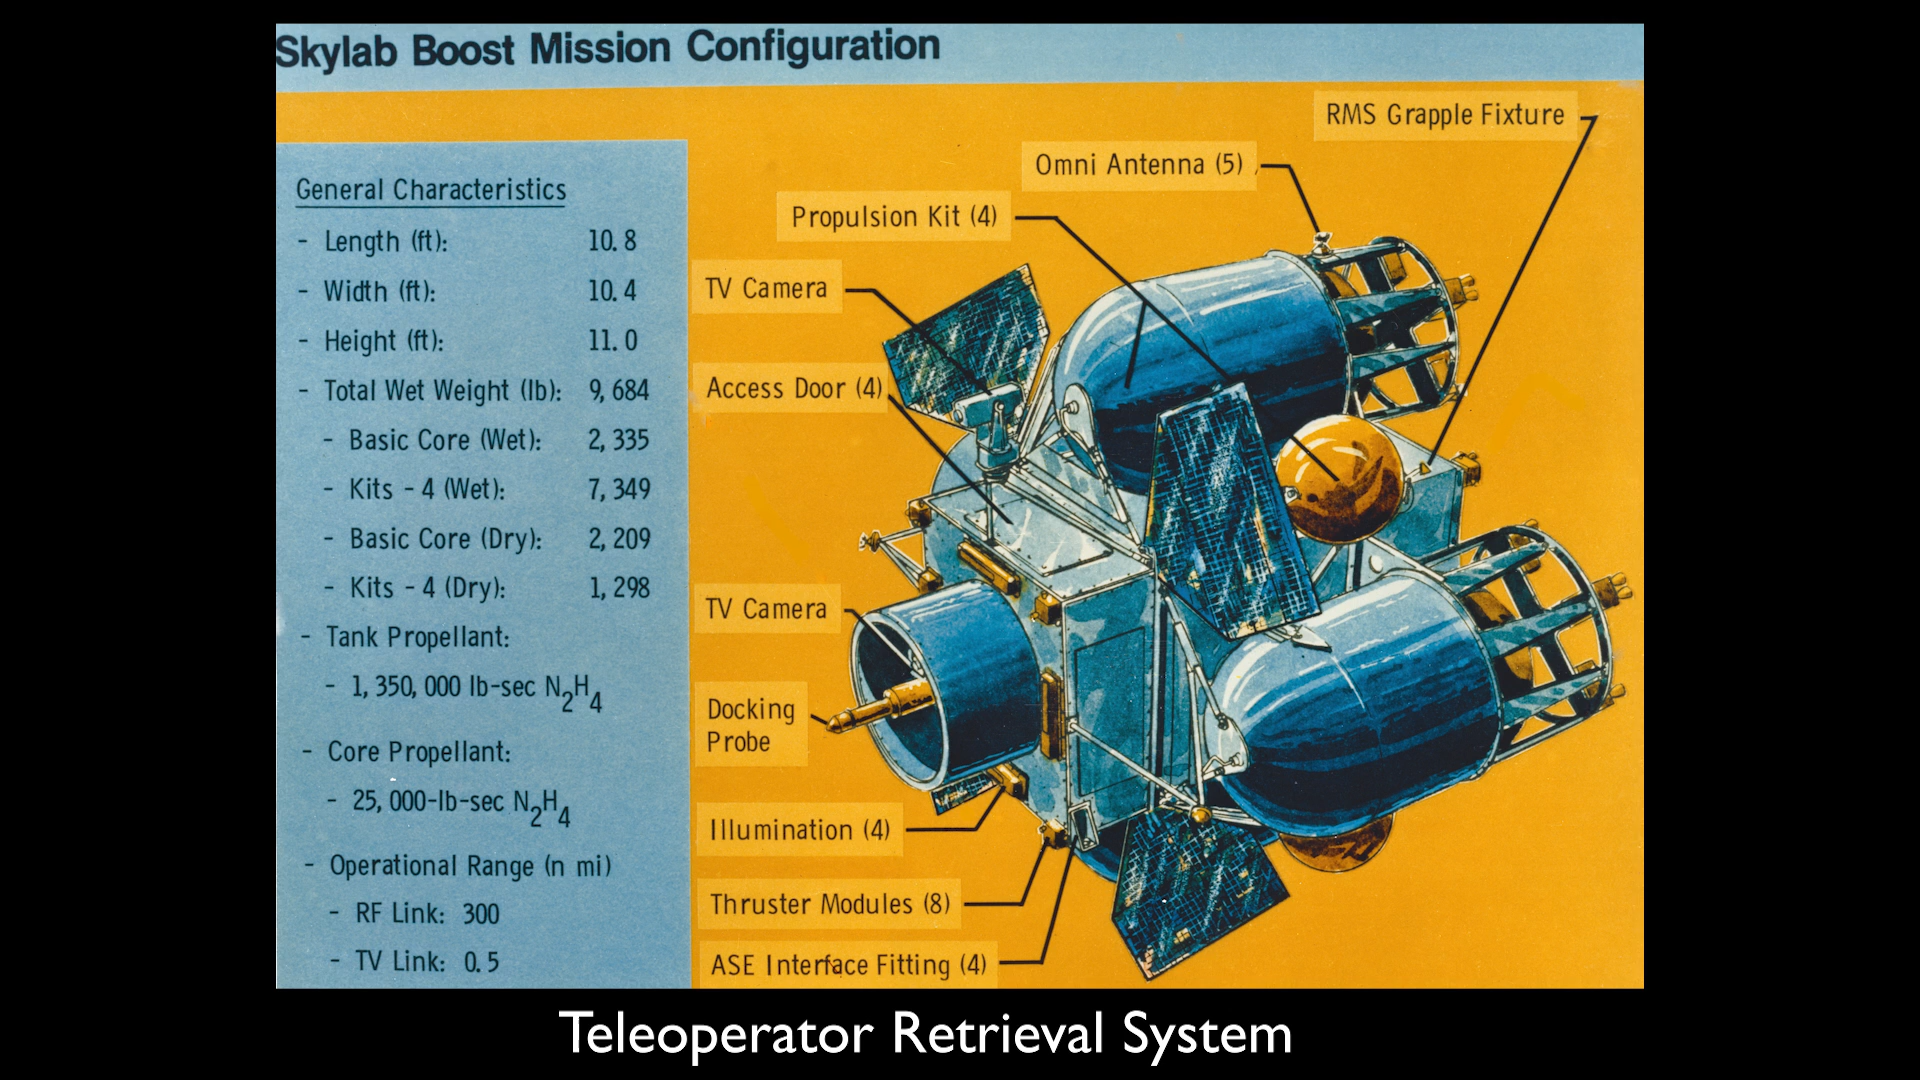 Skylab Boost Mission Configuration
General Characteristics
- Length (ft): 10.8
- Width (ft): 10.4
- Height (ft): 11.0
- Total Wet Weight (lb): 9,684
- Basic Core (Wet): 2,335
- Kits - 4 (Wet): 7,349
- Basic Core (Dry): 2,209
- Kits - 4 (Dry): 1,298
- Tank Propellant:
- 1,350,000 lb-sec N2H4
- Core Propellant:
- 25,000-lb-sec N2H4
- Operational Range (n mi)
- RF Link: 300
- TV Link: 0.5
RMS Grapple Fixture
Omni Antenna (5)
Propulsion Kit (4)
TV Camera
Access Door (4)
TV Camera
Docking
Probe
Illumination (4)
Thruster Modules (8)
ASE Interface Fitting (4)
Teleoperator Retrieval System